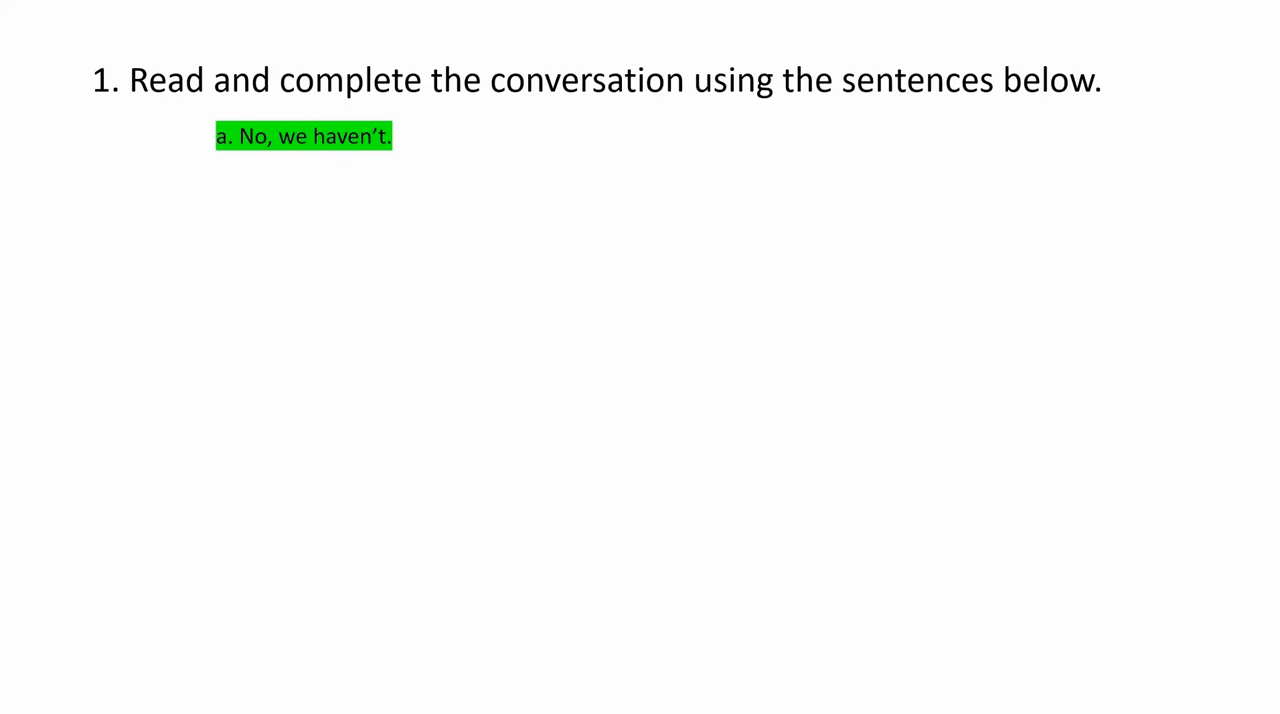 1. Read and complete the conversation using the sentences below.
a. No, we haven’t.